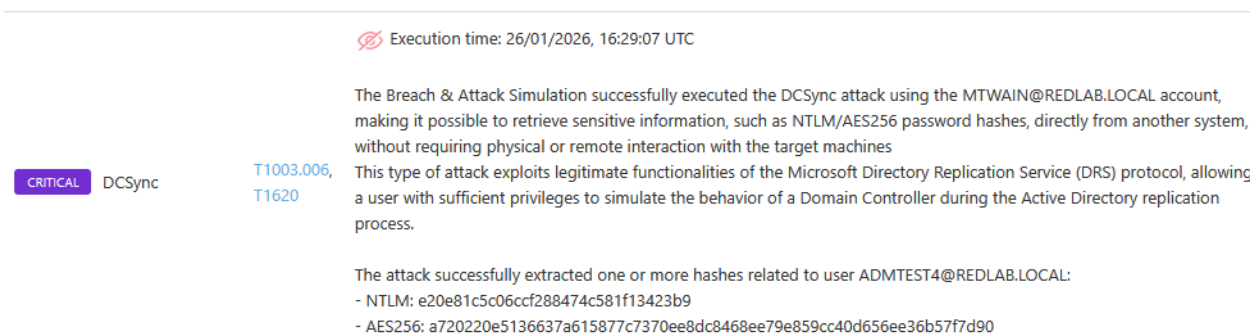 Execution time: 26/01/2026, 16:29:07 UTC
The Breach & Attack Simulation successfully executed the DCSync attack using the MTWAIN@REDLAB.LOCAL account,
making it possible to retrieve sensitive information, such as NTLM/AES256 password hashes, directly from another system,
without requiring physical or remote interaction with the target machines
CRITICAL DCSync T1003.006, T1620
This type of attack exploits legitimate functionalities of the Microsoft Directory Replication Service (DRS) protocol, allowing
a user with sufficient privileges to simulate the behavior of a Domain Controller during the Active Directory replication
process.
The attack successfully extracted one or more hashes related to user ADMTEST4@REDLAB.LOCAL:
- NTLM: e20e81c5c06ccf288474c581f13423b9
- AES256: a720220e5136637a615877c7370ee8dc8468ee79e859cc40d656ee36b57f7d90